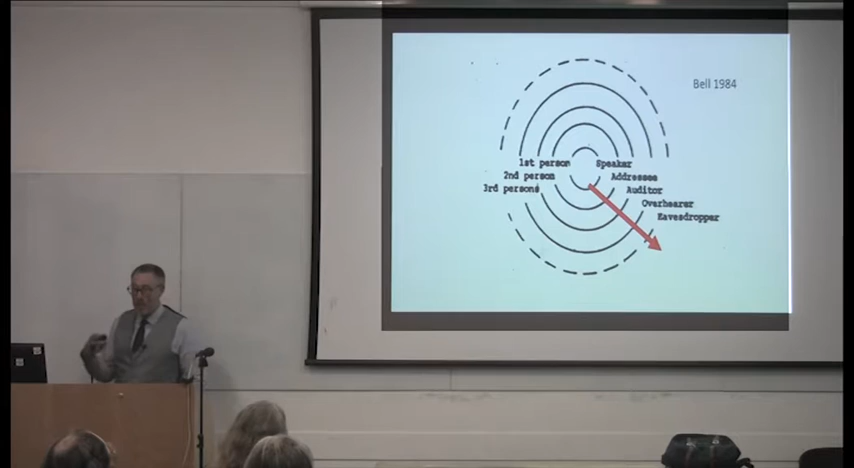 Bell 1984
1st person Speaker
2nd person Addressee
3rd persons Auditor
Overhearer
Eavesdropper